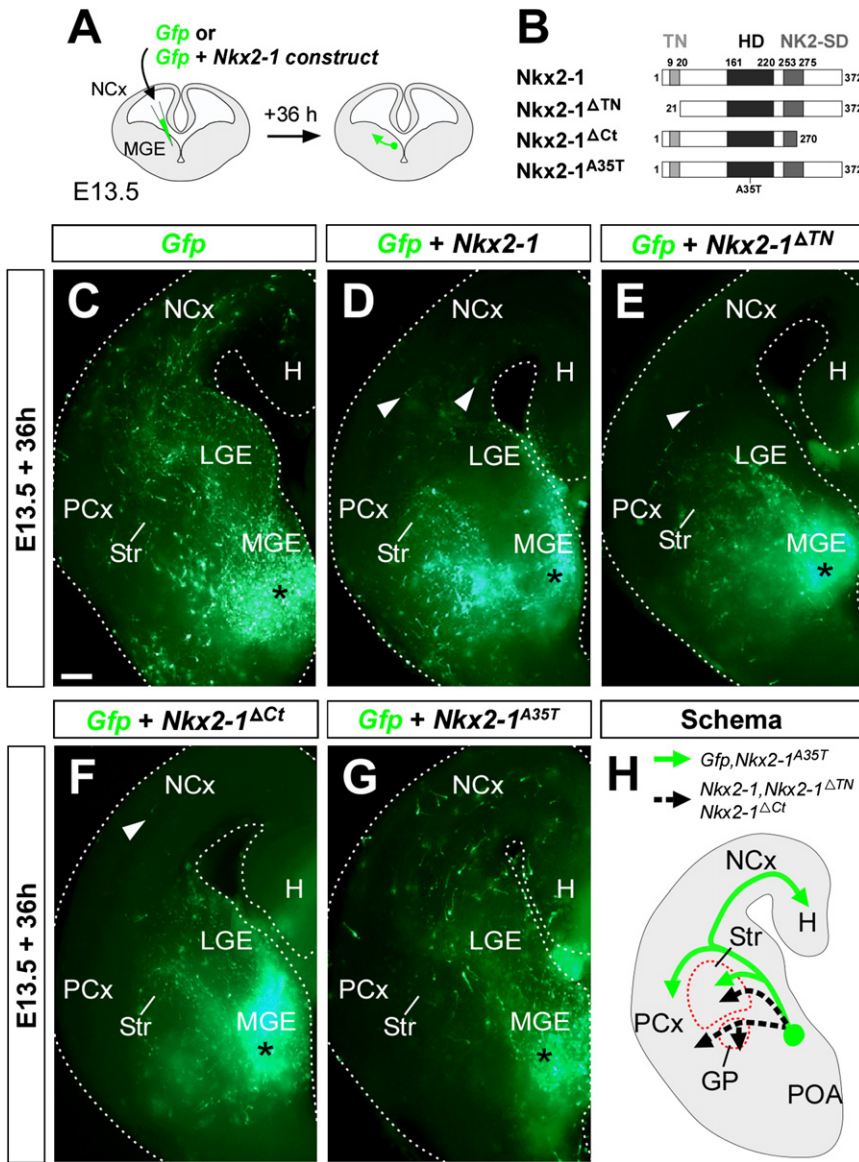 A
Gfp or
Gfp + Nkx2-1 construct
NCx
MGE
+36 h
E13.5
B
TN HD NK2-SD
9 20 161 220 253 275
Nkx2-1 1 372
Nkx2-1ΔTN 21 372
Nkx2-1ΔCt 1 270
Nkx2-1A35T 1 372
A35T
Gfp
Gfp + Nkx2-1
Gfp + Nkx2-1ΔTN
E13.5 + 36h
C
NCx
H
LGE
PCx
Str
MGE
*
D
NCx
H
LGE
PCx
Str
MGE
*
E
NCx
H
LGE
PCx
Str
MGE
*
Gfp + Nkx2-1ΔCt
Gfp + Nkx2-1A35T
Schema
E13.5 + 36h
F
NCx
H
LGE
PCx
Str
MGE
*
G
NCx
H
LGE
PCx
Str
MGE
*
H
Gfp,Nkx2-1A35T
Nkx2-1,Nkx2-1ΔTN
Nkx2-1ΔCt
NCx
H
Str
PCx
GP
POA